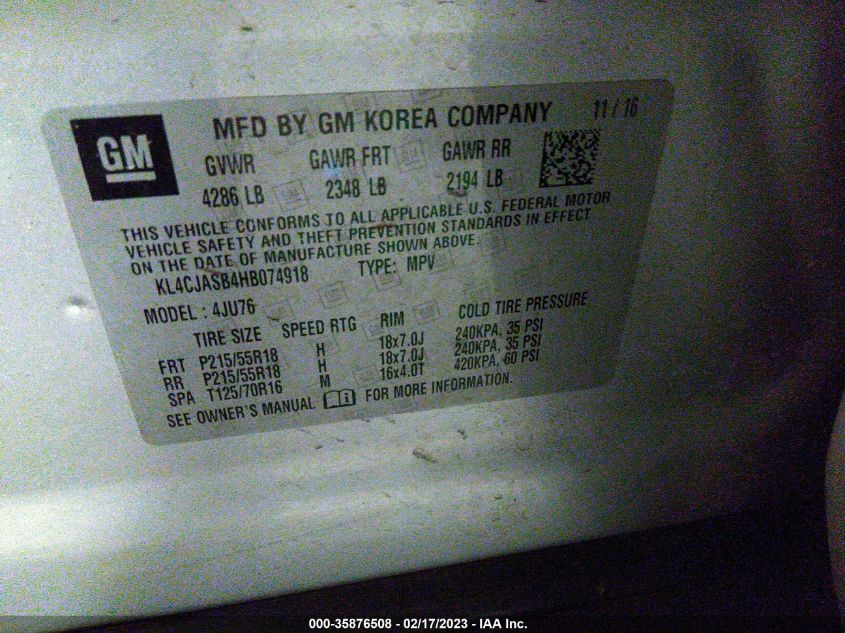 GM
MFD BY GM KOREA COMPANY 11/16
GVWR GAWR FRT GAWR RR
4286 LB 2348 LB 2194 LB
THIS VEHICLE CONFORMS TO ALL APPLICABLE U.S. FEDERAL MOTOR
VEHICLE SAFETY AND THEFT PREVENTION STANDARDS IN EFFECT
ON THE DATE OF MANUFACTURE SHOWN ABOVE.
KL4CJASB4HB074918 TYPE: MPV
MODEL : 4JU76
TIRE SIZE SPEED RTG RIM COLD TIRE PRESSURE
FRT P215/55R18 H 18x7.0J 240KPA, 35 PSI
RR P215/55R18 H 18x7.0J 240KPA, 35 PSI
SPA T125/70R16 M 16x4.0T 420KPA, 60 PSI
SEE OWNER'S MANUAL FOR MORE INFORMATION.
000-35876508 - 02/17/2023 - IAA Inc.